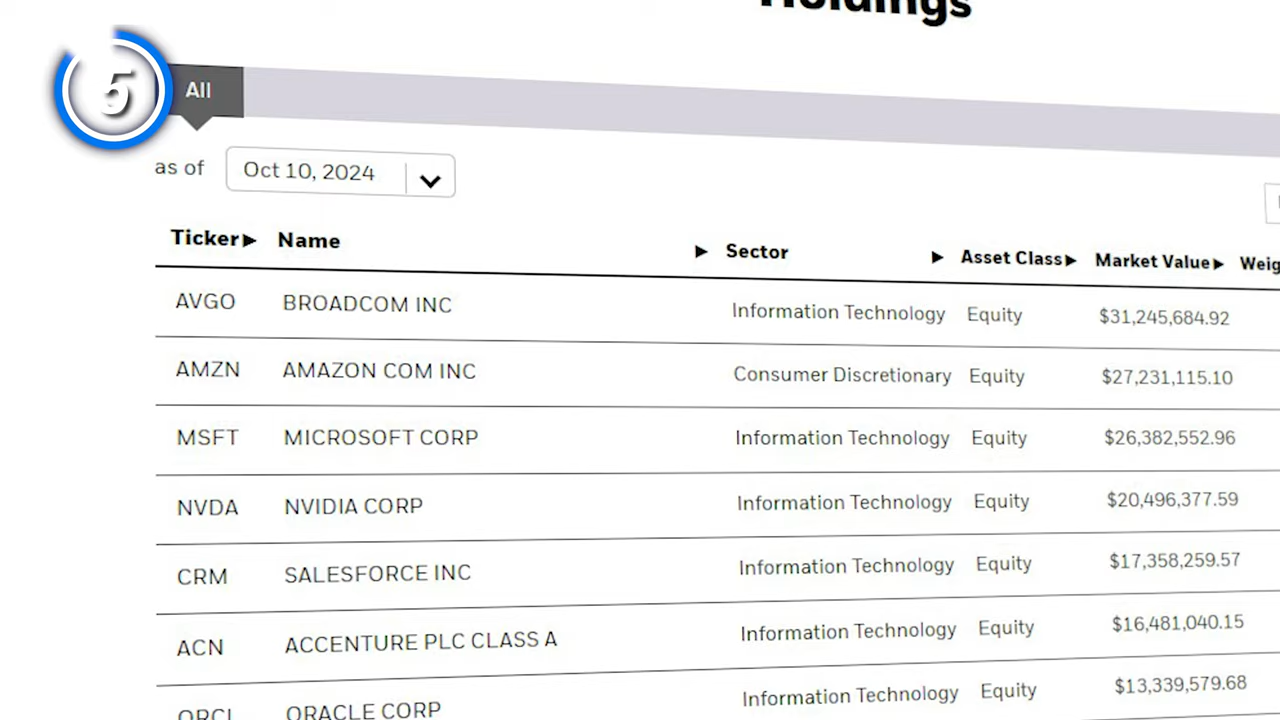 Holdings
5
All
as of Oct 10, 2024
Ticker Name Sector Asset Class Market Value
AVGO BROADCOM INC Information Technology Equity $31,245,684.92
AMZN AMAZON COM INC Consumer Discretionary Equity $27,231,115.10
MSFT MICROSOFT CORP Information Technology Equity $26,382,552.96
NVDA NVIDIA CORP Information Technology Equity $20,496,377.59
CRM SALESFORCE INC Information Technology Equity $17,358,259.57
ACN ACCENTURE PLC CLASS A Information Technology Equity $16,481,040.15
ORCL ORACLE CORP Information Technology Equity $13,339,579.68